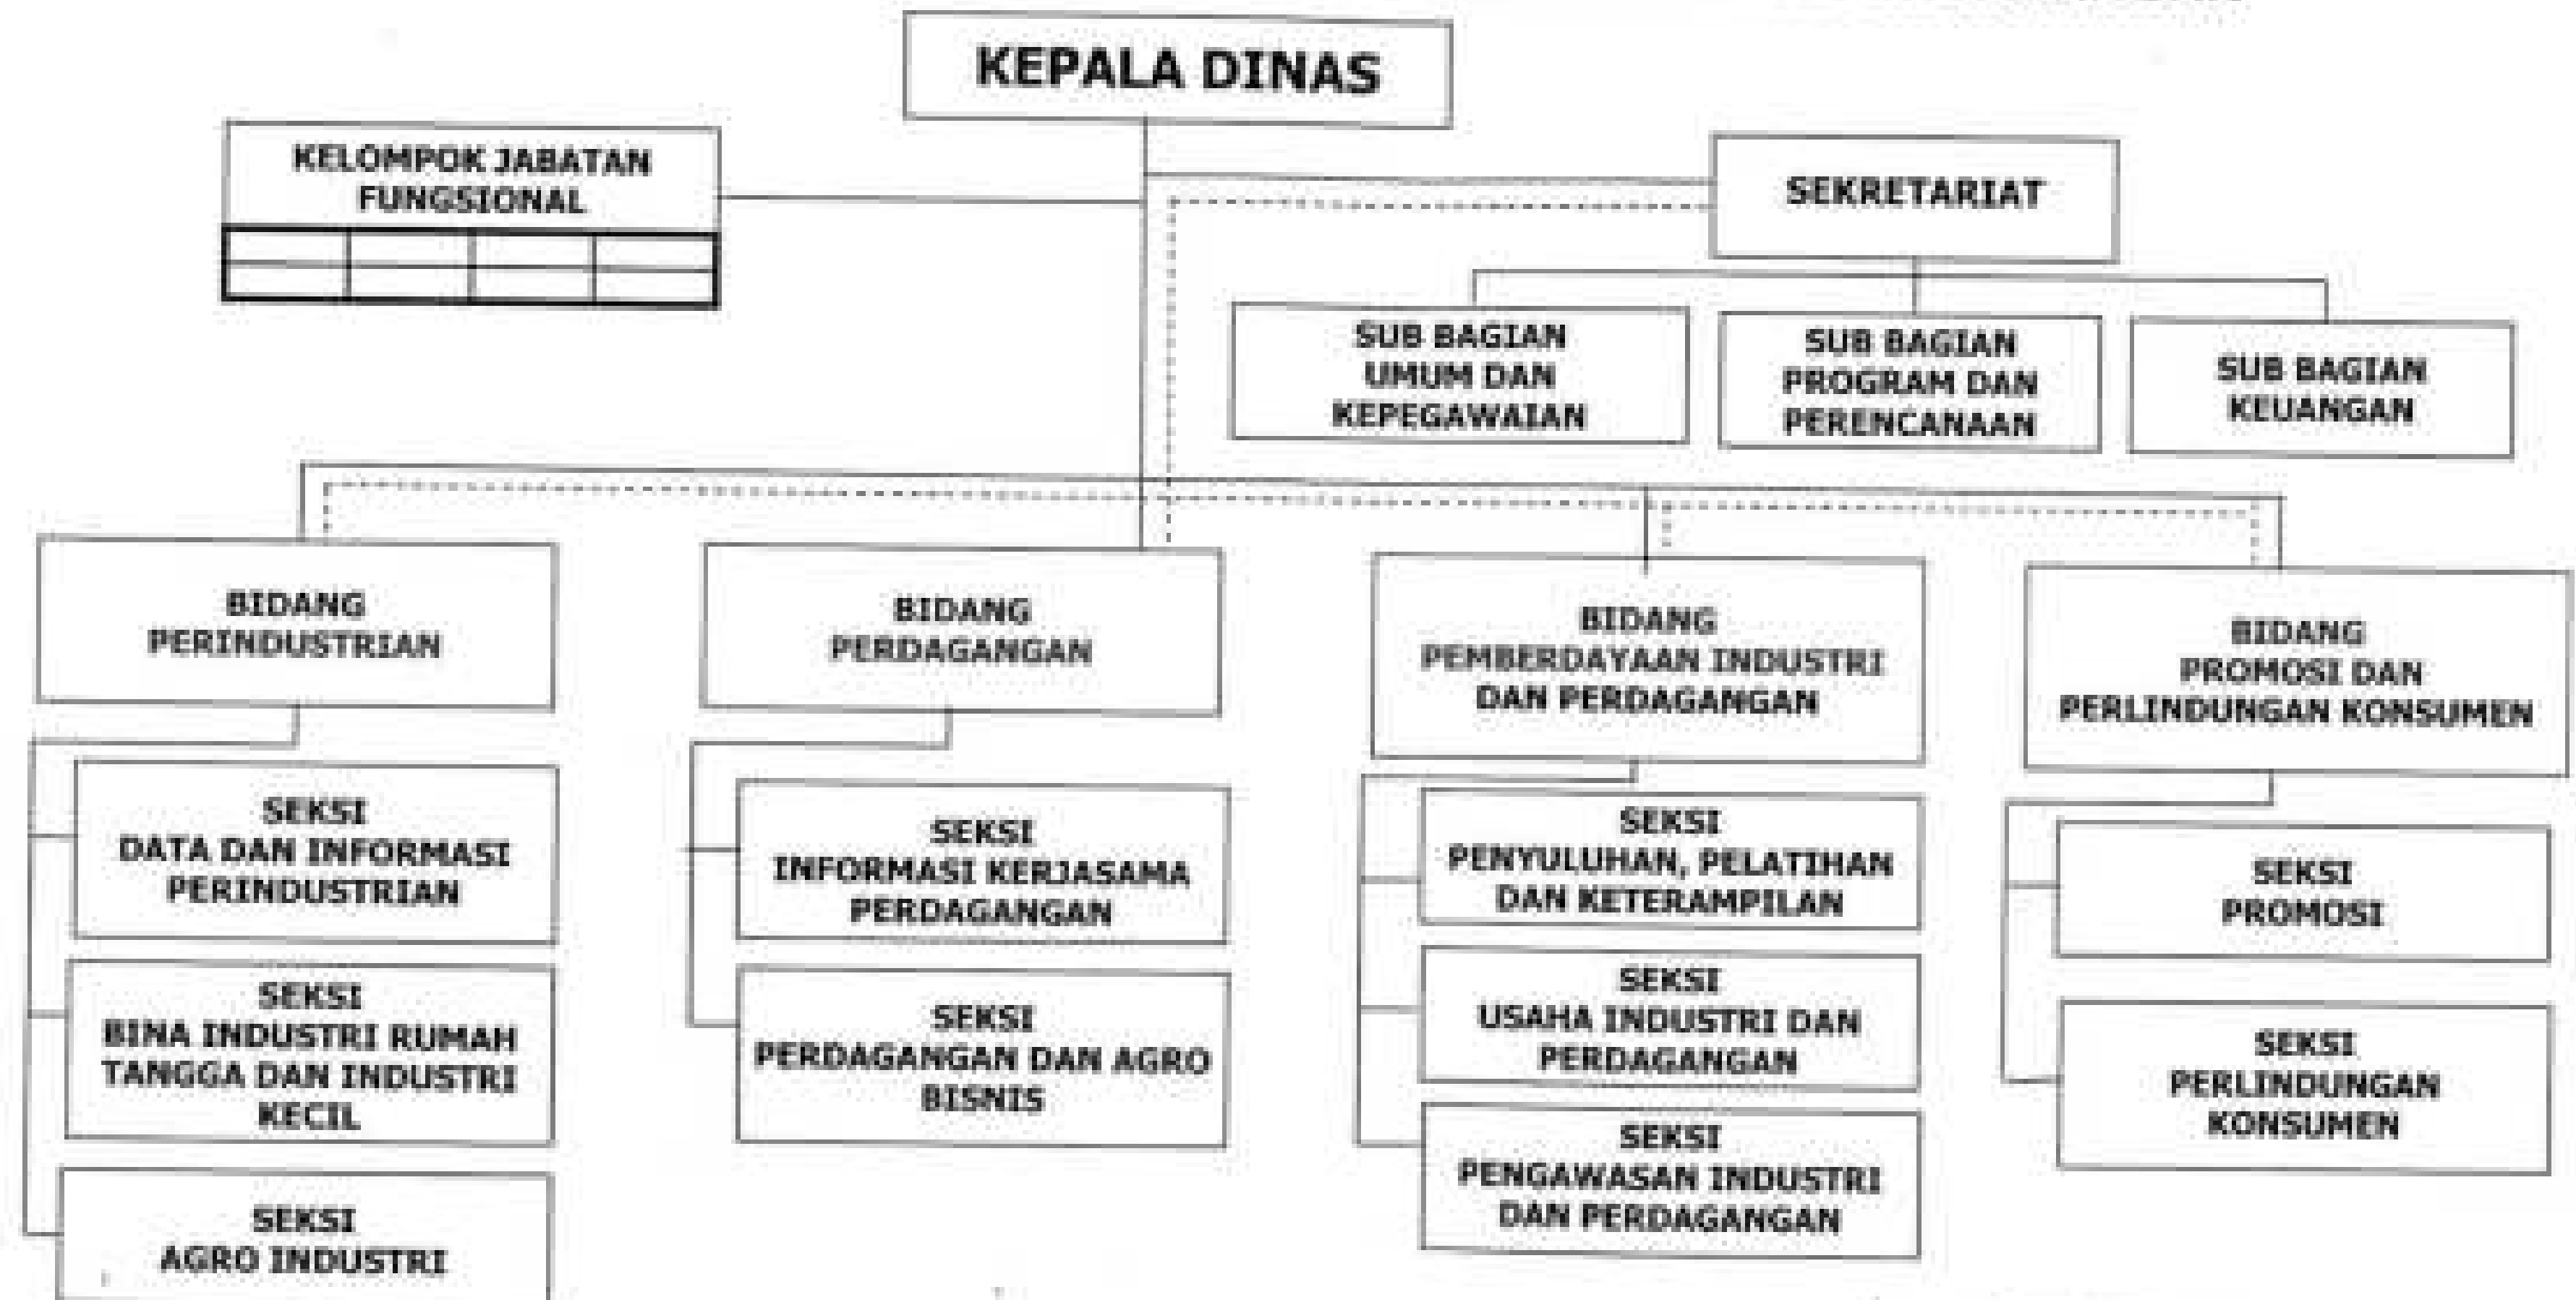 KEPALA DINAS
KELOMPOK JABATAN
FUNGSIONAL
SEKRETARIAT
SUB BAGIAN
UMUM DAN
KEPEGAWAIAN
SUB BAGIAN
PROGRAM DAN
PERENCANAAN
SUB BAGIAN
KEUANGAN
BIDANG
PERINDUSTRIAN
BIDANG
PERDAGANGAN
BIDANG
PEMBERDAYAAN INDUSTRI
DAN PERDAGANGAN
BIDANG
PROMOSI DAN
PERLINDUNGAN KONSUMEN
SEKSI
DATA DAN INFORMASI
PERINDUSTRIAN
SEKSI
BINA INDUSTRI RUMAH
TANGGA DAN INDUSTRI
KECIL
SEKSI
AGRO INDUSTRI
SEKSI
INFORMASI KERJASAMA
PERDAGANGAN
SEKSI
PERDAGANGAN DAN AGRO
BISNIS
SEKSI
PENYULUHAN, PELATIHAN
DAN KETERAMPILAN
SEKSI
USAHA INDUSTRI DAN
PERDAGANGAN
SEKSI
PENGAWASAN INDUSTRI
DAN PERDAGANGAN
SEKSI
PROMOSI
SEKSI
PERLINDUNGAN
KONSUMEN